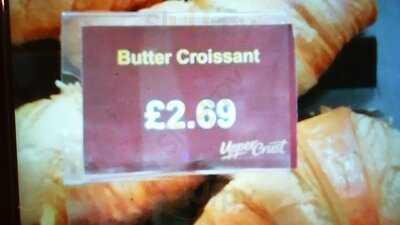 Butter Croissant
£2.69
Upper Crust